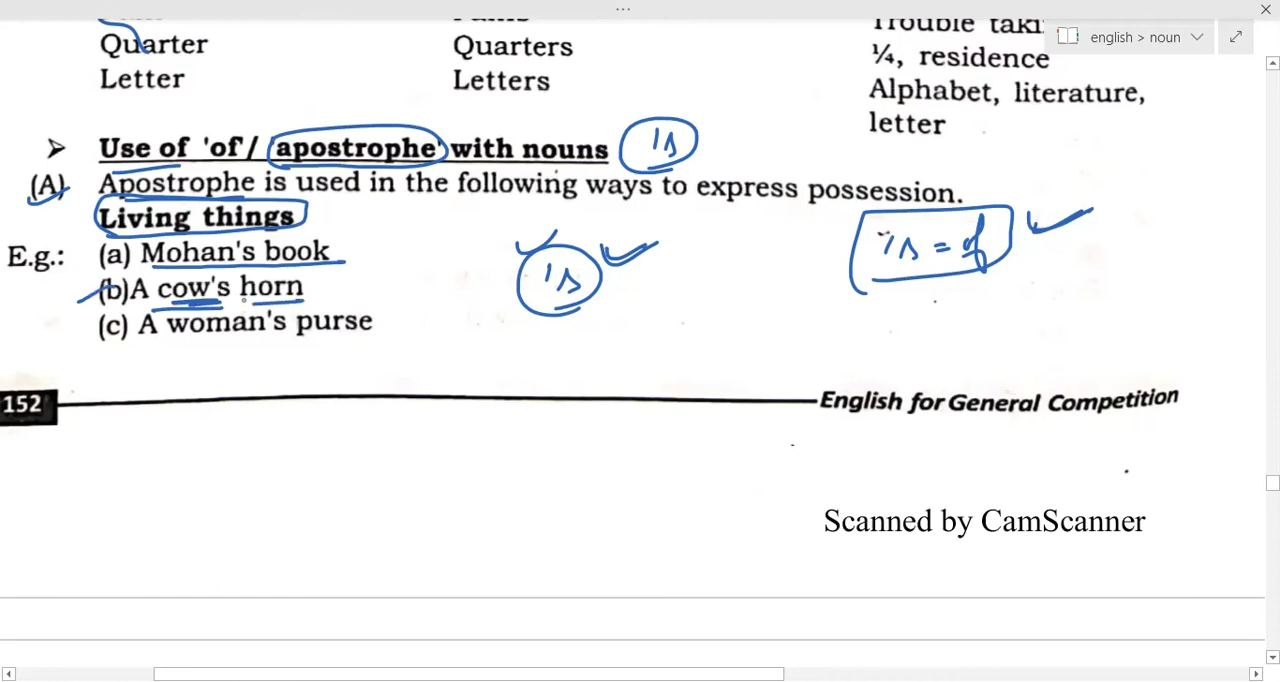 english > noun
Trouble
Quarter Quarters ¼, residence
Letter Letters Alphabet, literature,
letter
➢ Use of 'of/ 'apostrophe' with nouns 's
(A) Apostrophe is used in the following ways to express possession.
Living things
E.g.: (a) Mohan's book 's 's = of
(b)A cow's horn
(c) A woman's purse
152 English for General Competition
Scanned by CamScanner